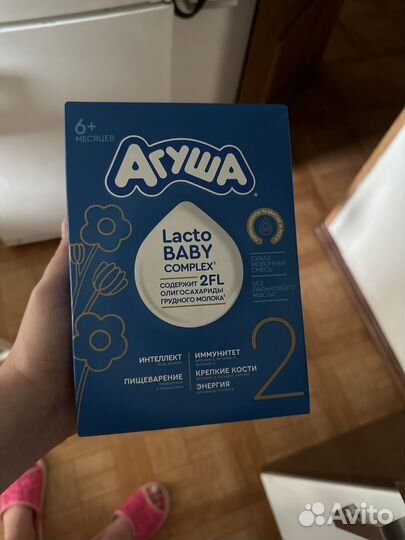 6+
МЕСЯЦЕВ
АГУША
Lacto
BABY
COMPLEX
СОДЕРЖИТ 2FL
ОЛИГОСАХАРИДЫ
ГРУДНОГО МОЛОКА
СУХАЯ
МОЛОЧНАЯ
СМЕСЬ
БЕЗ
ПАЛЬМОВОГО
МАСЛА
ИНТЕЛЛЕКТ
ПИЩЕВАРЕНИЕ
ИММУНИТЕТ
КРЕПКИЕ КОСТИ
ЭНЕРГИЯ
2
Avito